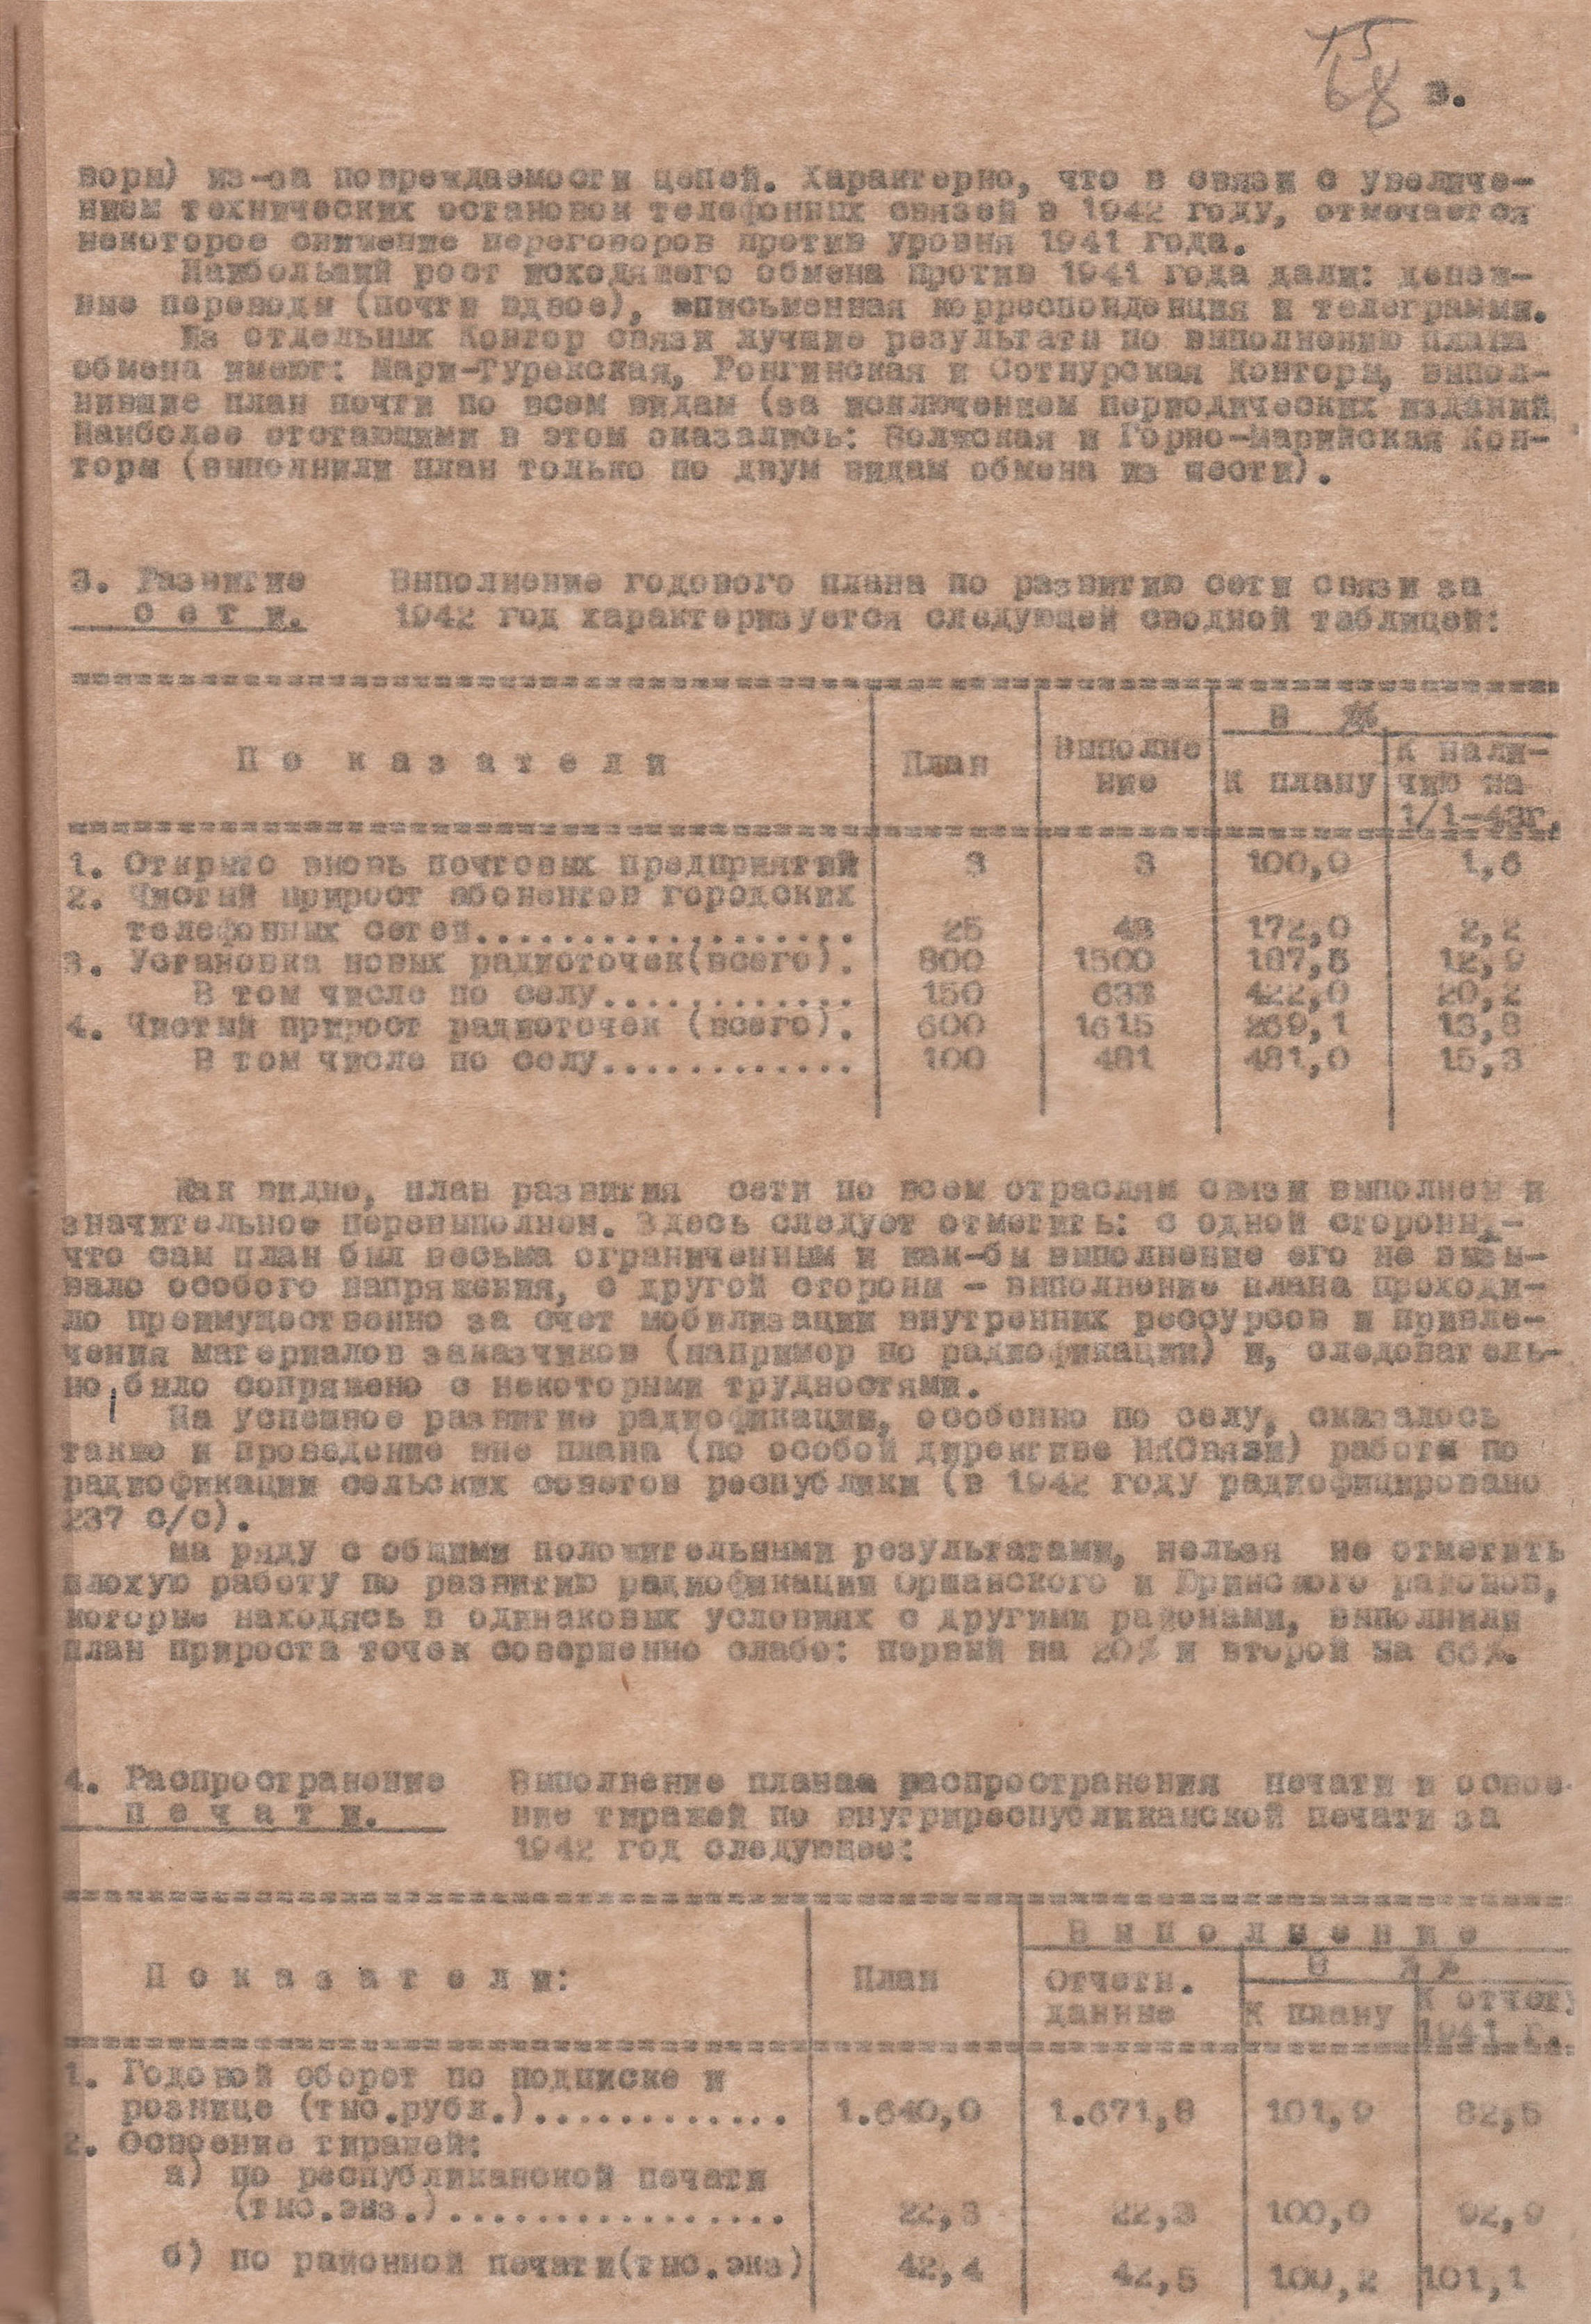 75
68 з.
воры) из-за повреждаемости цепей. Характерно, что в связи с увеличе-
нием технических остановок телефонных связей в 1942 году, отмечается
некоторое снижение переговоров против уровня 1941 года.
Наибольший рост исходящего обмена против 1941 года дали: денеж-
ные переводы (почти вдвое), письменная корреспонденция и телеграммы.
Из отдельных Контор связи лучшие результаты по выполнению плана
обмена имеют: Мари-Турекская, Ронгинская и Сотнурская Конторы, выпол-
нившие план почти по всем видам (за исключением периодических изданий
Наиболее отстающими в этом оказались: Волжская и Горно-Марийская Кон-
торы (выполнили план только по двум видам обмена из шести).
3. Развитие Выполнение годового плана по развитию сети связи за
с е т и. 1942 год характеризуется следующей сводной таблицей:
В %%
П о к а з а т е л и План Выполне К нали-
ние К плану чию на
1/1-43г.
1. Открыто вновь почтовых предприятий 3 3 100,0 1,6
2. Чистый прирост абонентов городских
телефонных сетей................... 25 43 172,0 2,2
3. Установка новых радиоточек(всего). 800 1500 187,5 12,9
В том числе по селу............ 150 633 422,0 20,2
4. Чистый прирост радиоточек (всего). 600 1615 269,1 13,8
В том числе по селу............ 100 481 481,0 15,3
Как видно, план развития сети по всем отраслям связи выполнен и
значительное перевыполнен. Здесь следует отметить: с одной стороны,-
что сам план был весьма ограниченным и как-бы выполнение его не вызы-
вало особого напряжения, с другой стороны - выполнение плана проходи-
ло преимущественно за счет мобилизации внутренних рессурсов и привле-
чения материалов заказчиков (например по радиофикации) и, следователь-
но, было сопряжено с некоторыми трудностями.
На успешное развитие радиофикации, особенно по селу, сказалось
также и проведение вне плана (по особой директиве НКСвязи) работы по
радиофикации сельских советов республики (в 1942 году радиофицировано
237 с/с).
На ряду с общими положительными результатами, нельзя не отметить
плохую работу по развитию радиофикации Оршанского и Юринского районов,
которые находясь в одинаковых условиях с другими районами, выполнили
план прироста точек совершенно слабо: первый на 20% и второй на 66%.
4. Распространение Выполнение плана распространения печати и освое-
п е ч а т и. ние тиражей по внутриреспубликанской печати за
1942 год следующее:
В ы п о л н е н и е
В %%
П о к а з а т е л и: План Отчетн. К отчету
данные К плану 1941 г.
1. Годовой оборот по подписке и
рознице (тыс.рубл.)............. 1.640,0 1.671,8 101,9 82,5
2. Освоение тиражей:
а) по республиканской печати
(тыс.экз.)................ 22,3 22,3 100,0 92,9
б) по районной печати(тыс.экз) 42,4 42,5 100,2 101,1